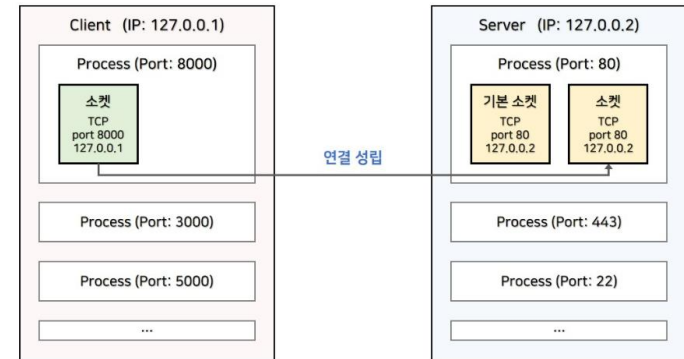 Client (IP: 127.0.0.1)
Process (Port: 8000)
소켓
TCP
port 8000
127.0.0.1
Process (Port: 3000)
Process (Port: 5000)
...
연결 성립
Server (IP: 127.0.0.2)
Process (Port: 80)
기본 소켓
TCP
port 80
127.0.0.2
소켓
TCP
port 80
127.0.0.2
Process (Port: 443)
Process (Port: 22)
...